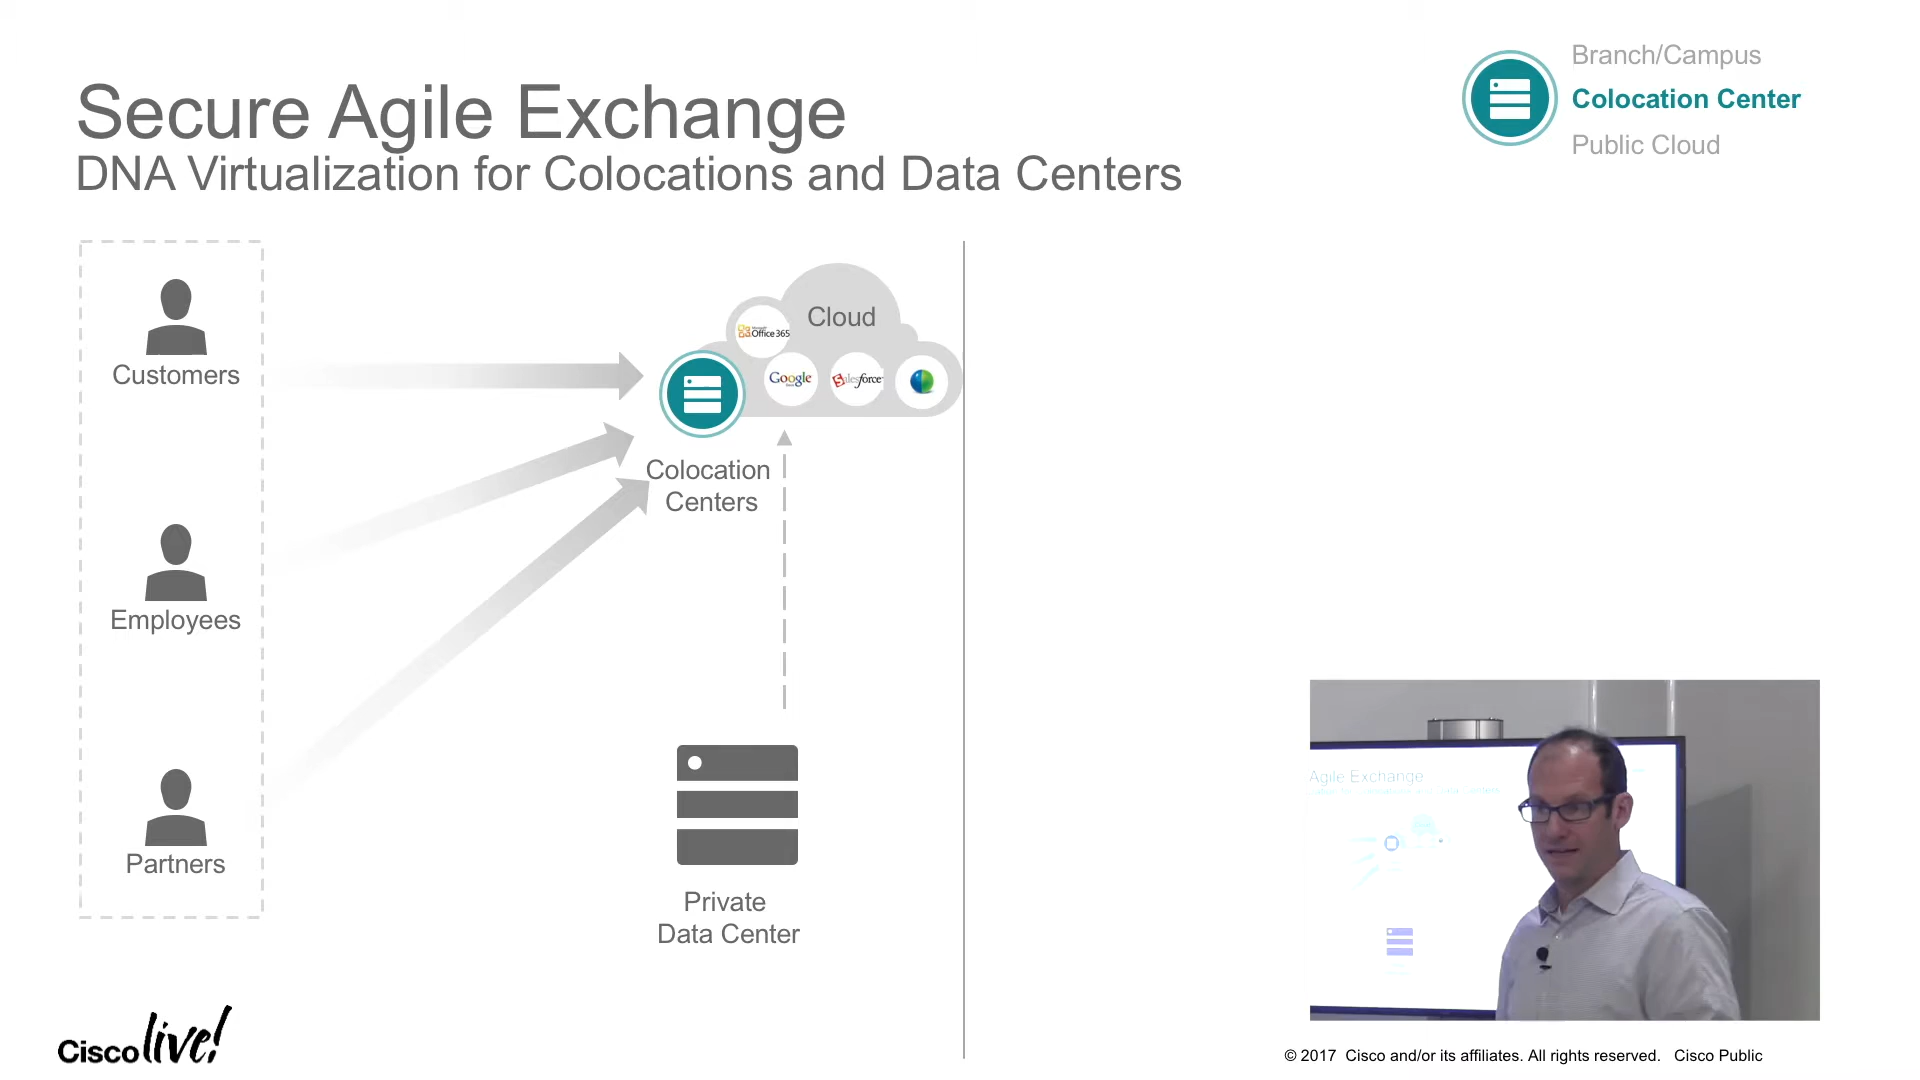 Secure Agile Exchange
DNA Virtualization for Colocations and Data Centers
Branch/Campus
Colocation Center
Public Cloud
Customers
Employees
Partners
Cloud
Microsoft
Office 365
Google
salesforce
Colocation
Centers
Private
Data Center
Agile Exchange
Cisco live!
© 2017 Cisco and/or its affiliates. All rights reserved. Cisco Public